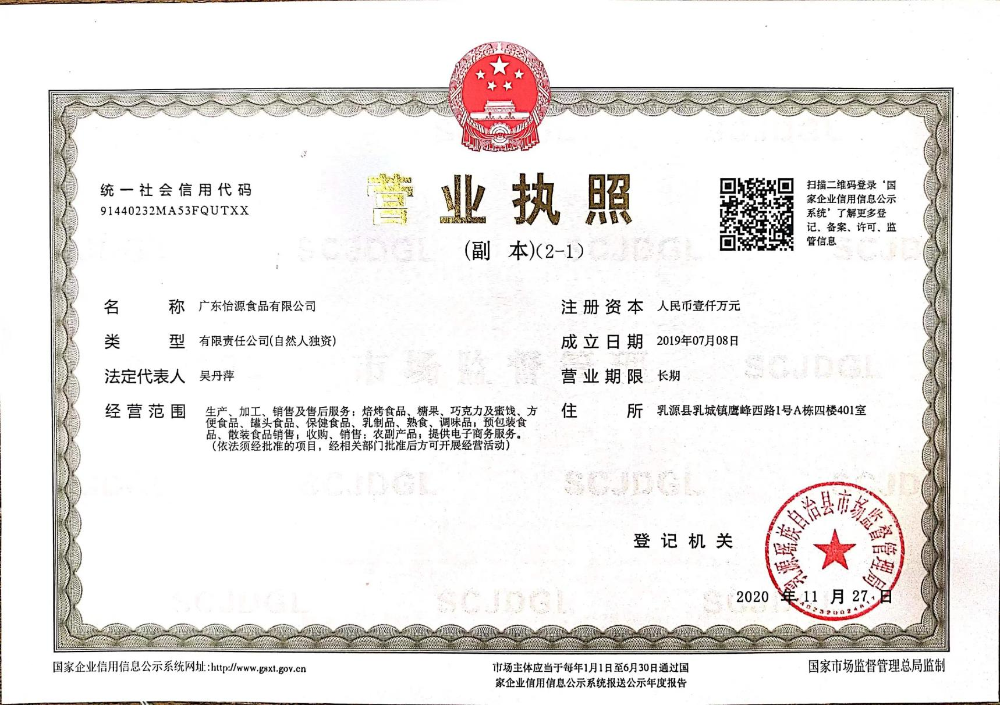 统一社会信用代码
91440232MA53FQUTXX
营业执照
(副 本)(2-1)
扫描二维码登录‘国
家企业信用信息公示
系统’了解更多登
记、备案、许可、监
管信息
名 称 广东怡源食品有限公司
类 型 有限责任公司(自然人独资)
法定代表人 吴丹萍
经营范围 生产、加工、销售及售后服务：焙烤食品、糖果、巧克力及蜜饯、方
便食品、罐头食品、保健食品、乳制品、熟食、调味品；预包装食
品、散装食品销售；收购、销售：农副产品；提供电子商务服务。
（依法须经批准的项目，经相关部门批准后方可开展经营活动）
注册资本 人民币壹仟万元
成立日期 2019年07月08日
营业期限 长期
住 所 乳源县乳城镇鹰峰西路1号A栋四楼401室
登记机关
乳源瑶族自治县市场监督管理局
2020 年 11 月 27 日
国家企业信用信息公示系统网址:http://www.gsxt.gov.cn
市场主体应当于每年1月1日至6月30日通过国
家企业信用信息公示系统报送公示年度报告
国家市场监督管理总局监制
SCJDGL
市场监督管理